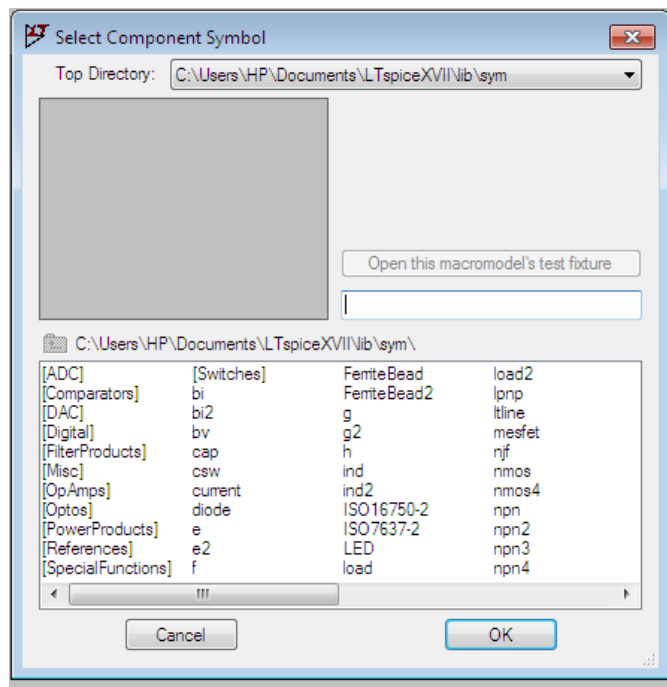 Select Component Symbol
Top Directory: C:\Users\HP\Documents\LTspiceXVII\lib\sym
Open this macromodel's test fixture
C:\Users\HP\Documents\LTspiceXVII\lib\sym\
[ADC] [Switches] FerriteBead load2
[Comparators] bi FerriteBead2 lpnp
[DAC] bi2 g ltline
[Digital] bv g2 mesfet
[FilterProducts] cap h njf
[Misc] csw ind nmos
[OpAmps] current ind2 nmos4
[Optos] diode ISO16750-2 npn
[PowerProducts] e ISO7637-2 npn2
[References] e2 LED npn3
[SpecialFunctions] f load npn4
Cancel OK